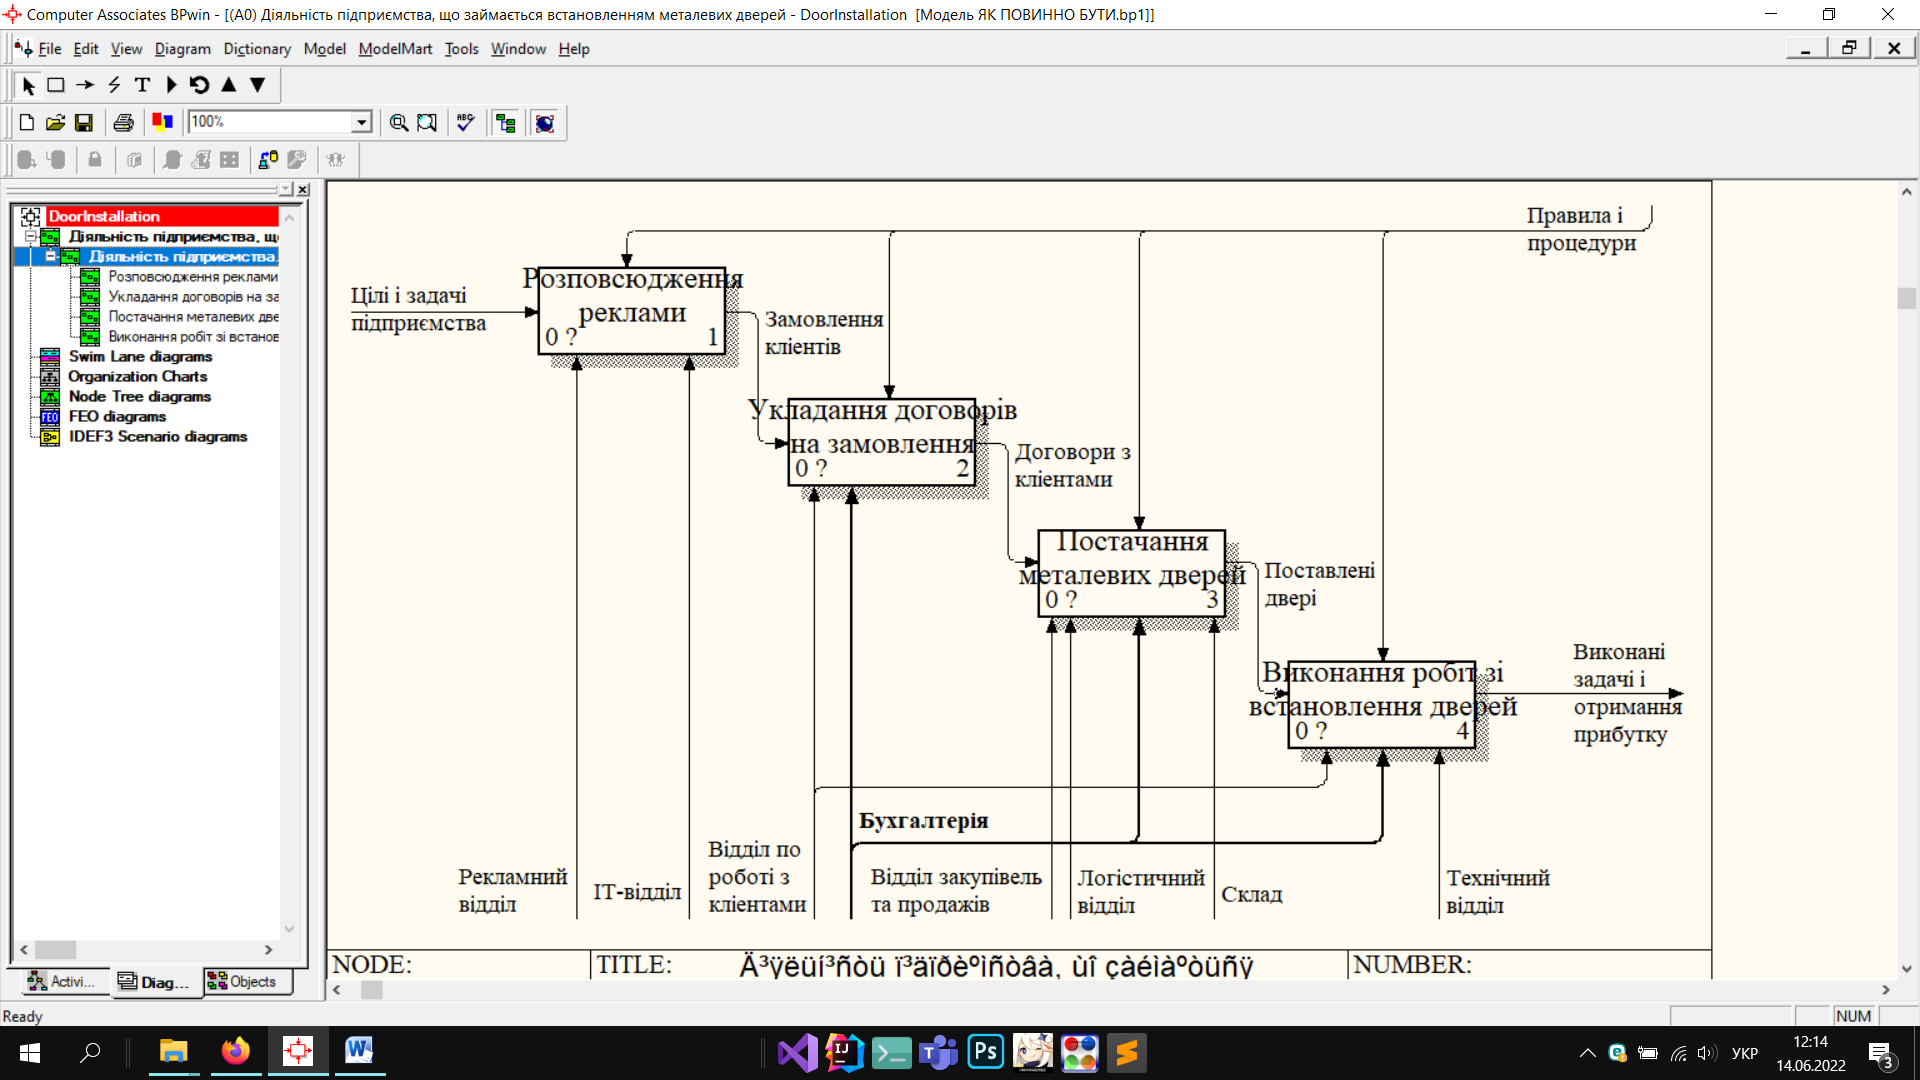 Computer Associates BPwin - [(A0) Діяльність підприємства, що займається встановленням металевих дверей - DoorInstallation [Модель ЯК ПОВИННО БУТИ.bp1]]
File Edit View Diagram Dictionary Model ModelMart Tools Window Help
100%
DoorInstallation
Діяльність підприємства, щ
Діяльність підприємства,
Розповсюдження реклами
Укладання договорів на за
Постачання металевих две
Виконання робіт зі встанов
Swim Lane diagrams
Organization Charts
Node Tree diagrams
FEO diagrams
IDEF3 Scenario diagrams
Activi...
Diag...
Objects
Правила і
процедури
Цілі і задачі
підприємства
Розповсюдження
реклами
0 ? 1
Замовлення
клієнтів
Укладання договорів
на замовлення
0 ? 2
Договори з
клієнтами
Постачання
металевих дверей
0 ? 3
Поставлені
двері
Виконання робіт зі
встановлення дверей
0 ? 4
Виконані
задачі і
отримання
прибутку
Бухгалтерія
Рекламний
відділ
ІТ-відділ
Відділ по
роботі з
клієнтами
Відділ закупівель
та продажів
Логістичний
відділ
Склад
Технічний
відділ
NODE:
TITLE:
Ä³ÿëüí³ñòü ï³äïðèºìñòâà, ùî çàéìàºòüñÿ
NUMBER:
Ready
NUM
УКР
12:14
14.06.2022
3